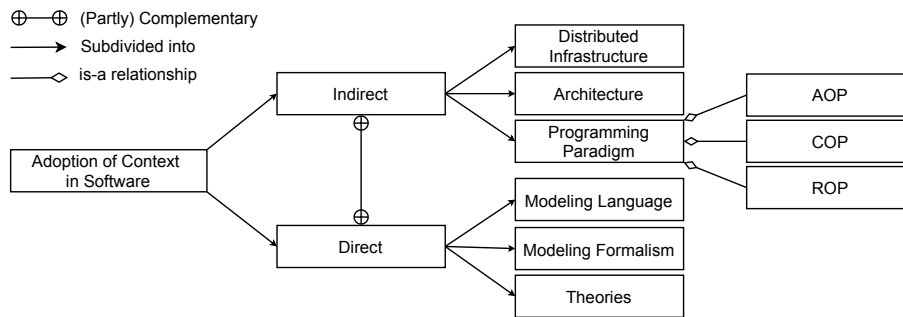 (Partly) Complementary
Subdivided into
is-a relationship
Adoption of Context
in Software
Indirect
Direct
Distributed
Infrastructure
Architecture
Programming
Paradigm
Modeling Language
Modeling Formalism
Theories
AOP
COP
ROP